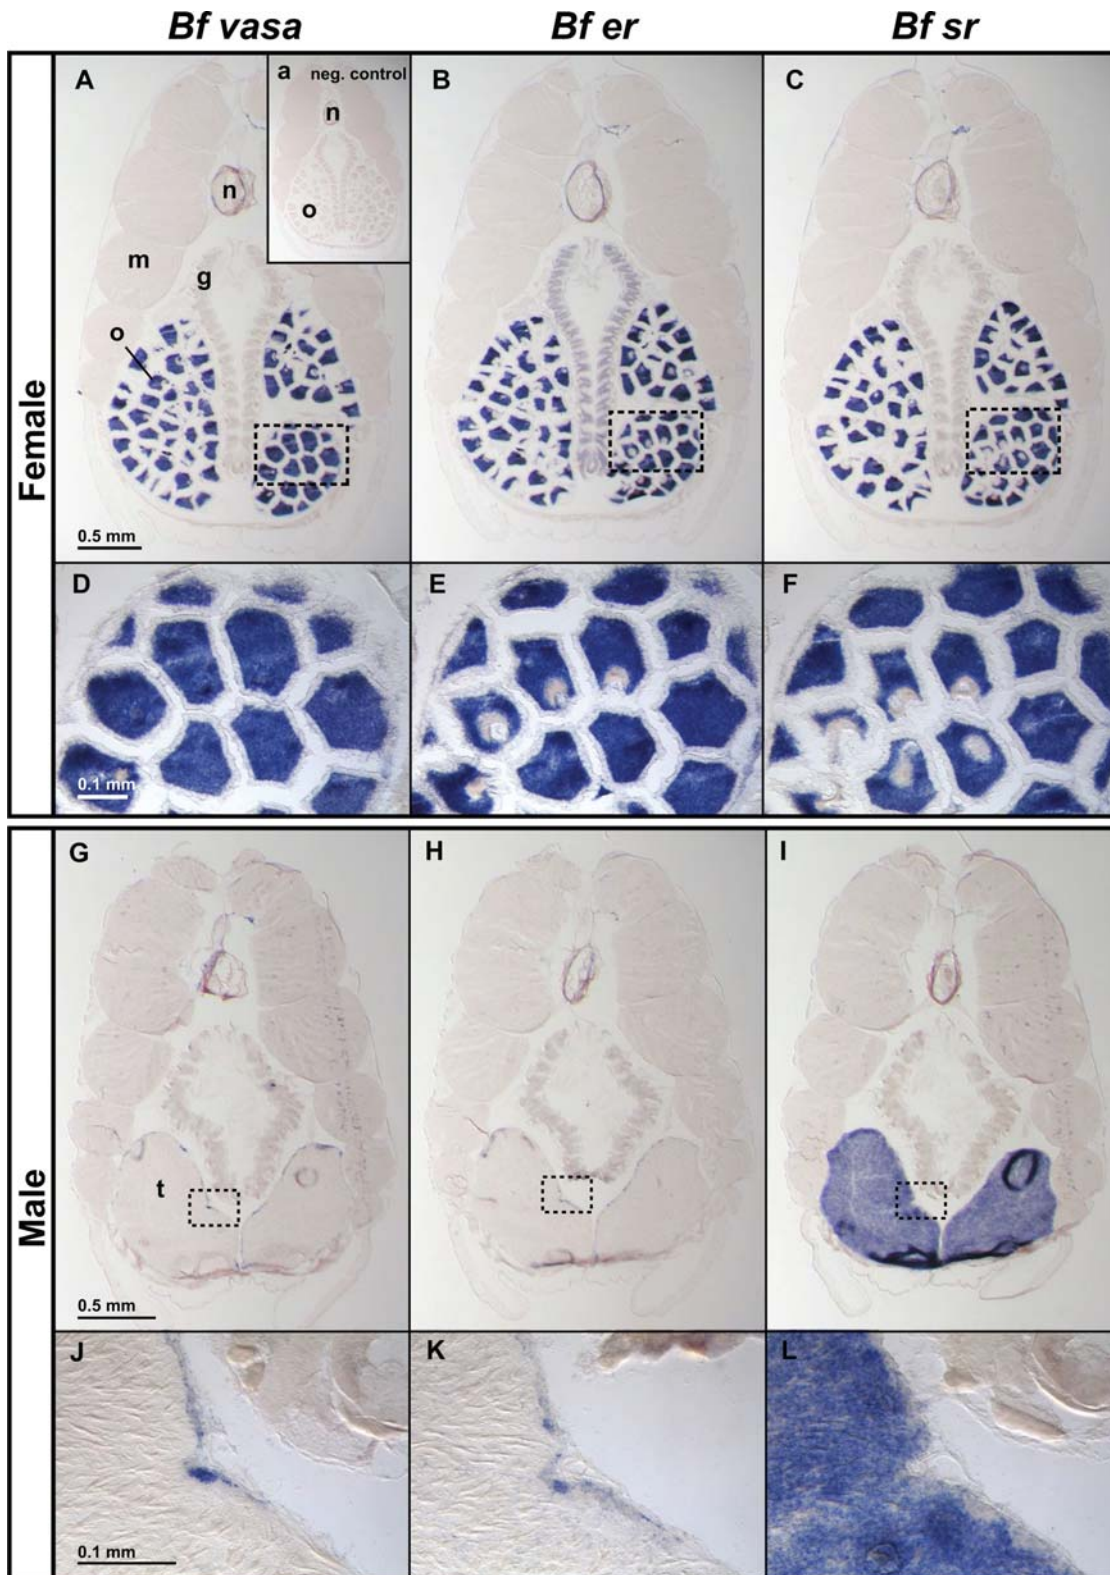 Bf vasa Bf er Bf sr
Female
A
a neg. control
n
o
n
m
g
o
0.5 mm
B
C
D
0.1 mm
E
F
Male
G
t
0.5 mm
H
I
J
0.1 mm
K
L